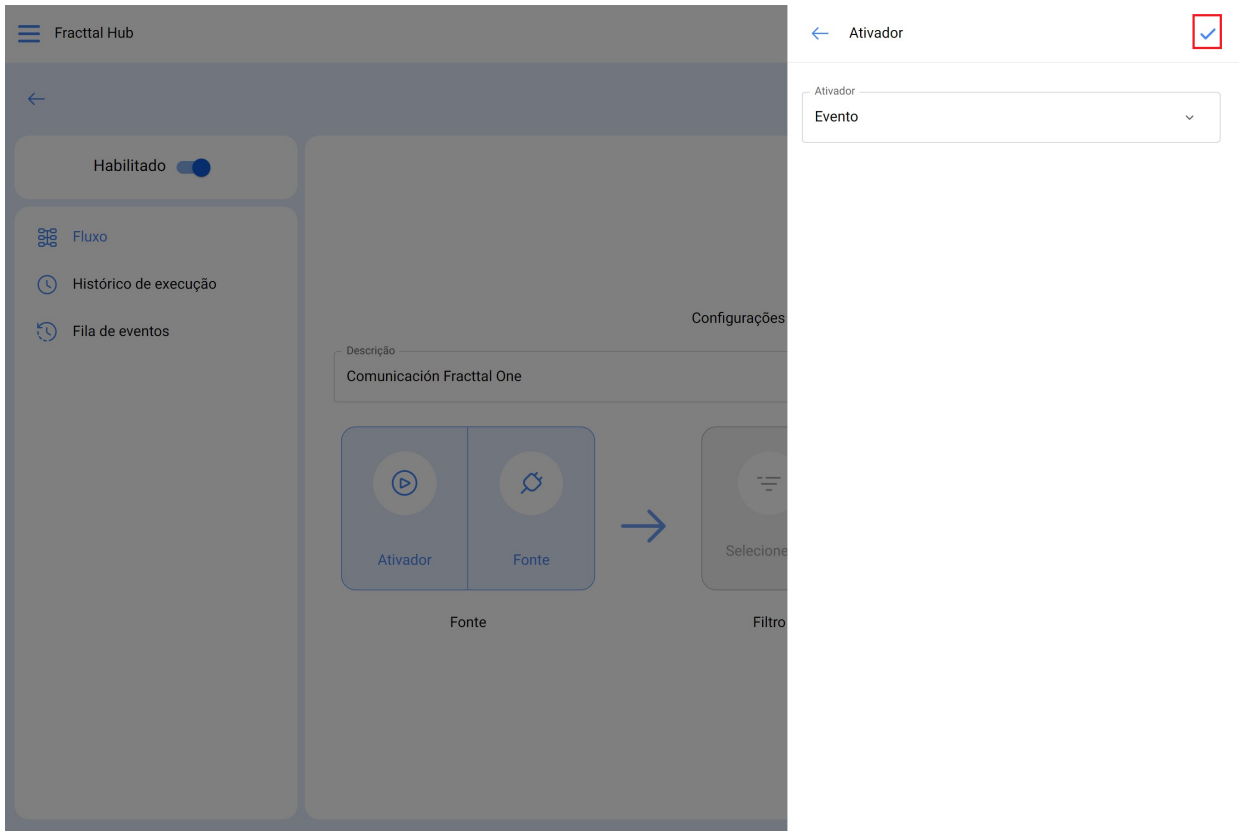 Fracttal Hub
Habilitado
Fluxo
Histórico de execução
Fila de eventos
Configurações
Descrição
Comunicación Fracttal One
Ativador
Fonte
Fonte
Selecione
Filtro
Ativador
Ativador
Evento